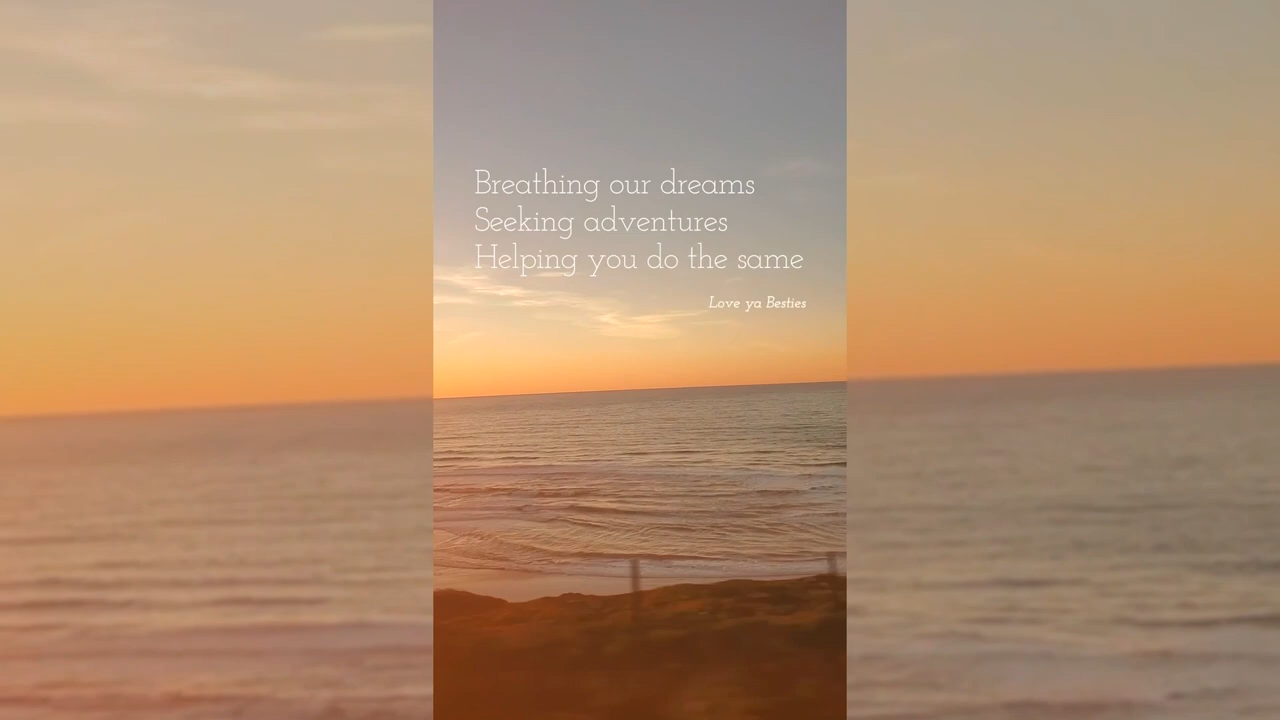 Breathing our dreams
Seeking adventures
Helping you do the same
Love ya Besties